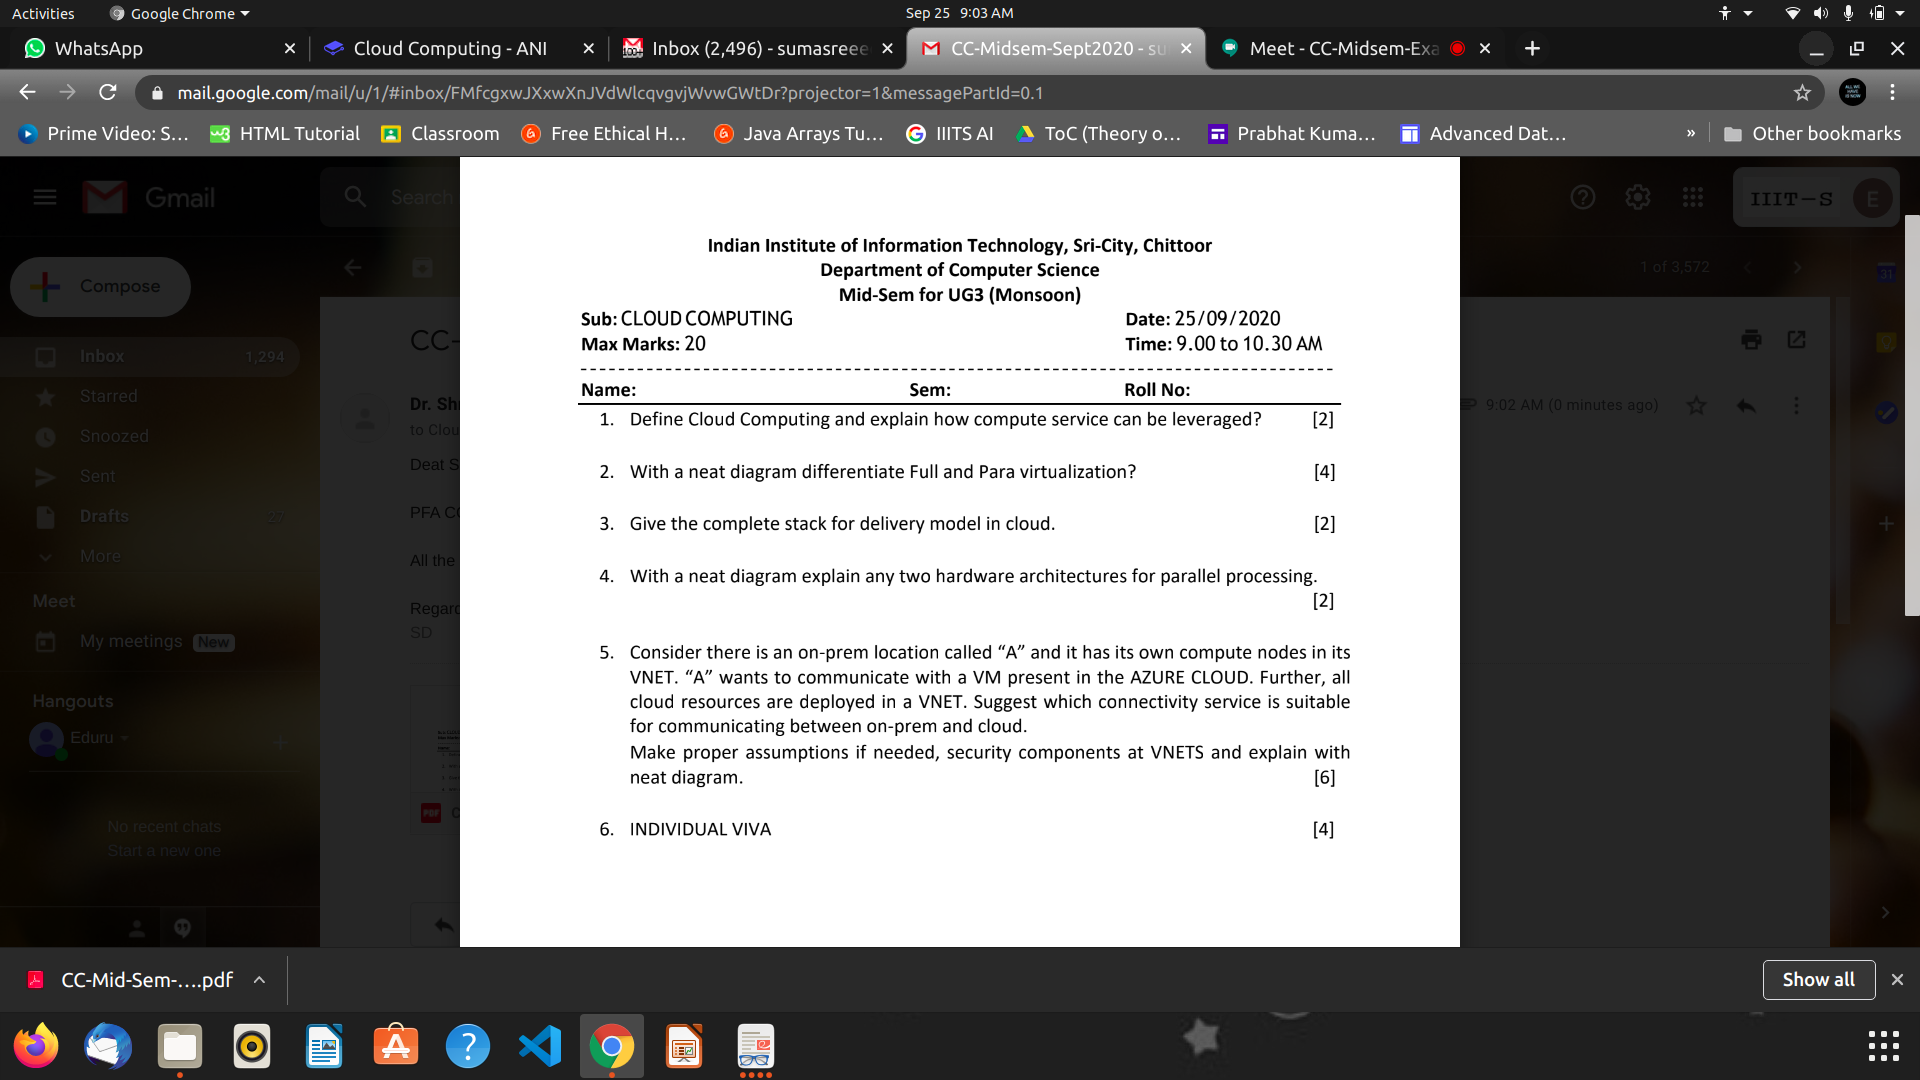 Activities
Google Chrome
Sep 25 9:03 AM
WhatsApp
Cloud Computing - ANI
Inbox (2,496) - sumasreee
CC-Midsem-Sept2020 - su
Meet - CC-Midsem-Exa
mail.google.com/mail/u/1/#inbox/FMfcgxwJXxwXnJVdWlcqvgvjWvwGWtDr?projector=1&messagePartId=0.1
Prime Video: S...
HTML Tutorial
Classroom
Free Ethical H...
Java Arrays Tu...
IIITS AI
ToC (Theory o...
Prabhat Kuma...
Advanced Dat...
» Other bookmarks
Gmail
Search
IIIT-S
E
Compose
1 of 3,572
Inbox 1,294
Starred
Snoozed
Sent
Drafts 27
More
Meet
My meetings New
Hangouts
Eduru
No recent chats
Start a new one
CC-
Dr. Sh
to Clou
9:02 AM (0 minutes ago)
Deat S
PFA C
All the
Regar
SD
PDF
Indian Institute of Information Technology, Sri-City, Chittoor
Department of Computer Science
Mid-Sem for UG3 (Monsoon)
Sub: CLOUD COMPUTING Date: 25/09/2020
Max Marks: 20 Time: 9.00 to 10.30 AM
Name: Sem: Roll No:
1. Define Cloud Computing and explain how compute service can be leveraged? [2]
2. With a neat diagram differentiate Full and Para virtualization? [4]
3. Give the complete stack for delivery model in cloud. [2]
4. With a neat diagram explain any two hardware architectures for parallel processing.
[2]
5. Consider there is an on-prem location called “A” and it has its own compute nodes in its
VNET. “A” wants to communicate with a VM present in the AZURE CLOUD. Further, all
cloud resources are deployed in a VNET. Suggest which connectivity service is suitable
for communicating between on-prem and cloud.
Make proper assumptions if needed, security components at VNETS and explain with
neat diagram. [6]
6. INDIVIDUAL VIVA [4]
CC-Mid-Sem-....pdf
Show all